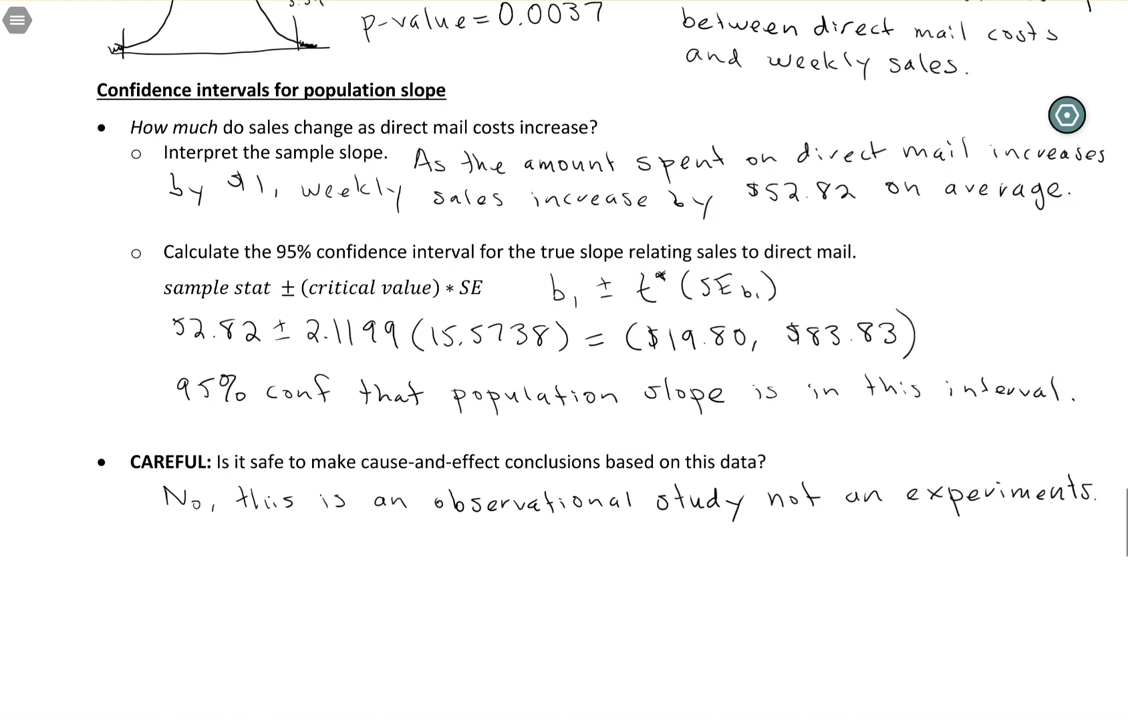 p-value = 0.0037
between direct mail costs
and weekly sales.
Confidence intervals for population slope
• How much do sales change as direct mail costs increase?
o Interpret the sample slope. As the amount spent on direct mail increases
by $1, weekly sales increase by $52.82 on average.
o Calculate the 95% confidence interval for the true slope relating sales to direct mail.
sample stat ± (critical value) * SE b₁ ± t* (SE b₁)
52.82 ± 2.1199 (15.5738) = ($19.80, $83.83)
95% conf that population slope is in this interval.
• CAREFUL: Is it safe to make cause-and-effect conclusions based on this data?
No, this is an observational study not an experiments.